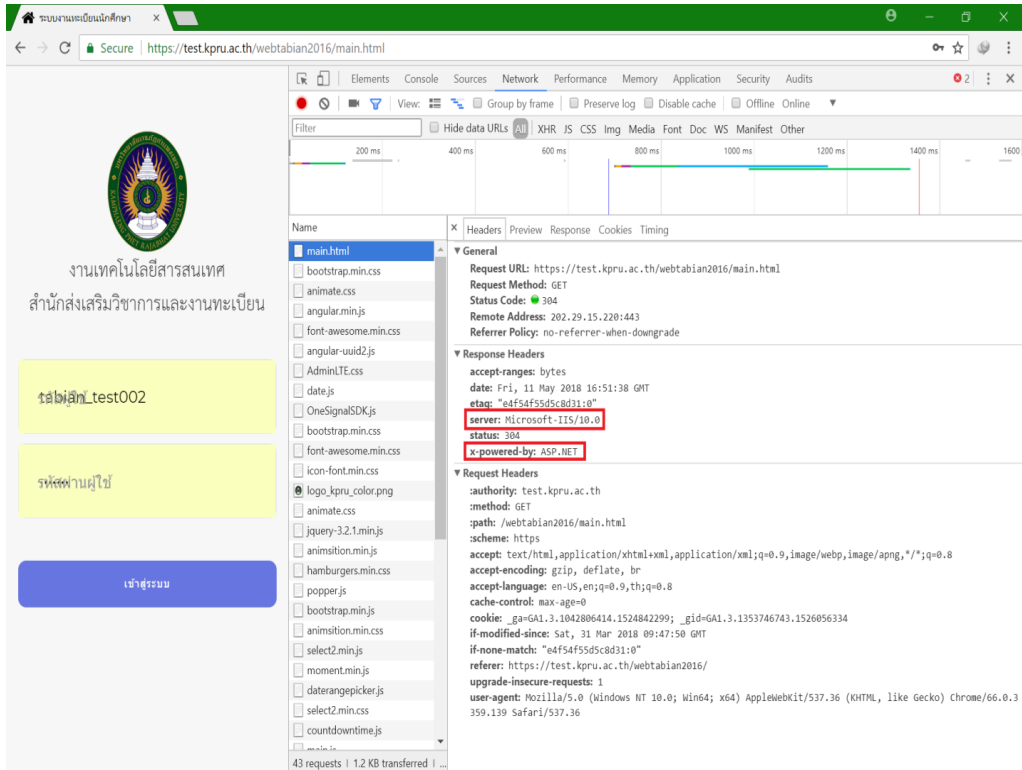 ระบบงานทะเบียนนักศึกษา
Secure https://test.kpru.ac.th/webtabian2016/main.html
Elements Console Sources Network Performance Memory Application Security Audits 2
View: Group by frame Preserve log Disable cache Offline Online
Filter Hide data URLs All XHR JS CSS Img Media Font Doc WS Manifest Other
200 ms 400 ms 600 ms 800 ms 1000 ms 1200 ms 1400 ms 1600
KAMPHAENG PHET RAJABHAT UNIVERSITY
งานเทคโนโลยีสารสนเทศ
สำนักส่งเสริมวิชาการและงานทะเบียน
tabian_test002
รหัสผ่านผู้ใช้
เข้าสู่ระบบ
Name
main.html
bootstrap.min.css
animate.css
angular.min.js
font-awesome.min.css
angular-uuid2.js
AdminLTE.css
date.js
OneSignalSDK.js
bootstrap.min.css
font-awesome.min.css
icon-font.min.css
logo_kpru_color.png
animate.css
jquery-3.2.1.min.js
animsition.min.js
hamburgers.min.css
popper.js
bootstrap.min.js
animsition.min.css
select2.min.js
moment.min.js
daterangepicker.js
select2.min.css
countdowntime.js
main.js
43 requests | 1.2 KB transferred | ...
Headers Preview Response Cookies Timing
General
Request URL: https://test.kpru.ac.th/webtabian2016/main.html
Request Method: GET
Status Code: 304
Remote Address: 202.29.15.220:443
Referrer Policy: no-referrer-when-downgrade
Response Headers
accept-ranges: bytes
date: Fri, 11 May 2018 16:51:38 GMT
etag: "e4f54f55d5c8d31:0"
server: Microsoft-IIS/10.0
status: 304
x-powered-by: ASP.NET
Request Headers
:authority: test.kpru.ac.th
:method: GET
:path: /webtabian2016/main.html
:scheme: https
accept: text/html,application/xhtml+xml,application/xml;q=0.9,image/webp,image/apng,*/*;q=0.8
accept-encoding: gzip, deflate, br
accept-language: en-US,en;q=0.9,th;q=0.8
cache-control: max-age=0
cookie: _ga=GA1.3.1042806414.1524842299; _gid=GA1.3.1353746743.1526056334
if-modified-since: Sat, 31 Mar 2018 09:47:50 GMT
if-none-match: "e4f54f55d5c8d31:0"
referer: https://test.kpru.ac.th/webtabian2016/
upgrade-insecure-requests: 1
user-agent: Mozilla/5.0 (Windows NT 10.0; Win64; x64) AppleWebKit/537.36 (KHTML, like Gecko) Chrome/66.0.3
359.139 Safari/537.36